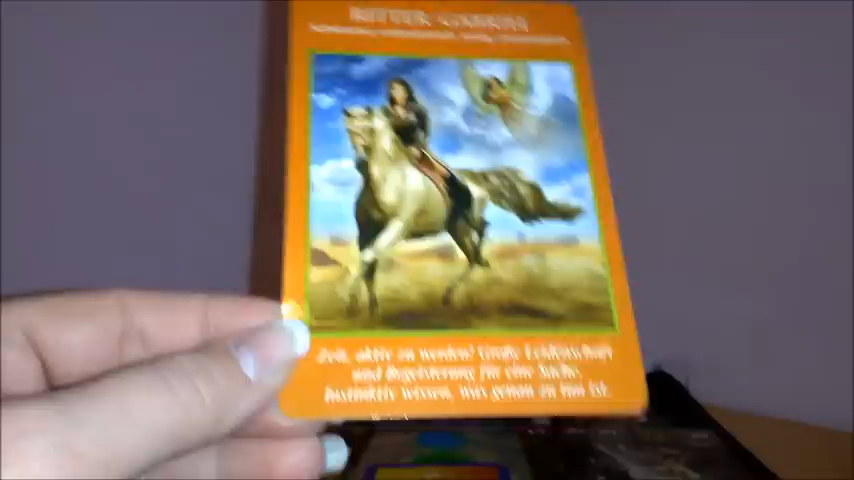 RITTER GABRIEL
Zeit, aktiv zu werden! Große Leidenschaft
und Begeisterung für eine Sache.
Instinktiv wissen, was genau zu tun ist.